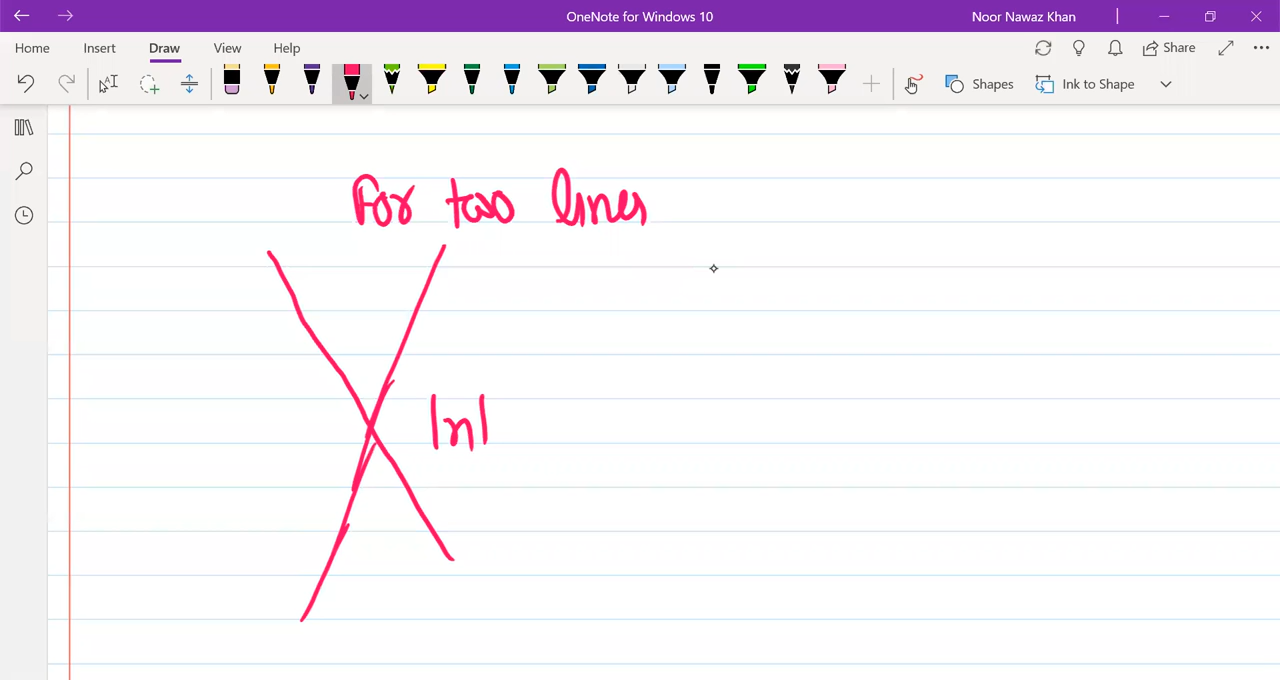 OneNote for Windows 10
Noor Nawaz Khan
Home Insert Draw View Help
Share
Shapes
Ink to Shape
For two lines
|n|